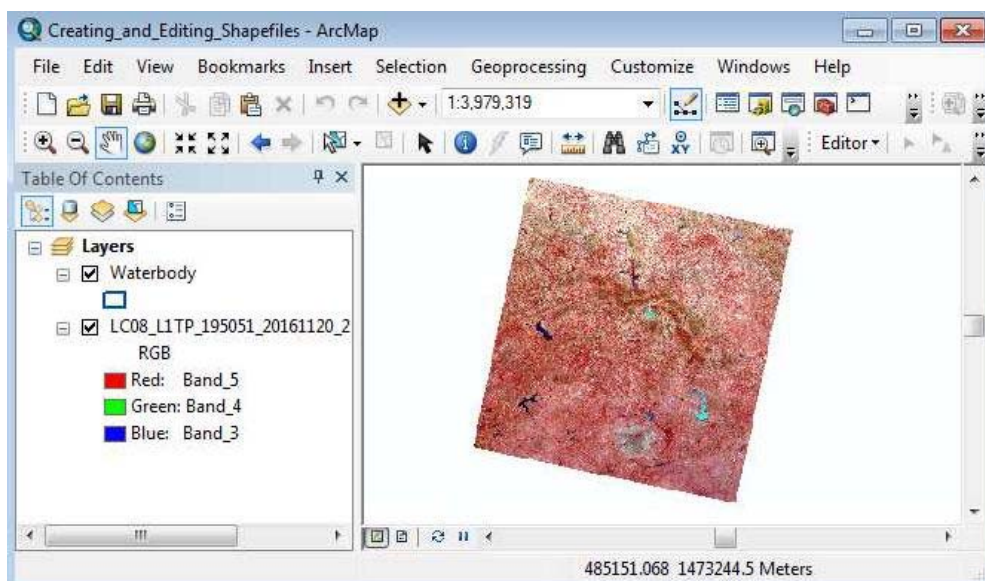 Creating_and_Editing_Shapefiles - ArcMap
File Edit View Bookmarks Insert Selection Geoprocessing Customize Windows Help
1:3,979,319
Editor
Table Of Contents
Layers
Waterbody
LC08_L1TP_195051_20161120_2
RGB
Red: Band_5
Green: Band_4
Blue: Band_3
485151.068 1473244.5 Meters